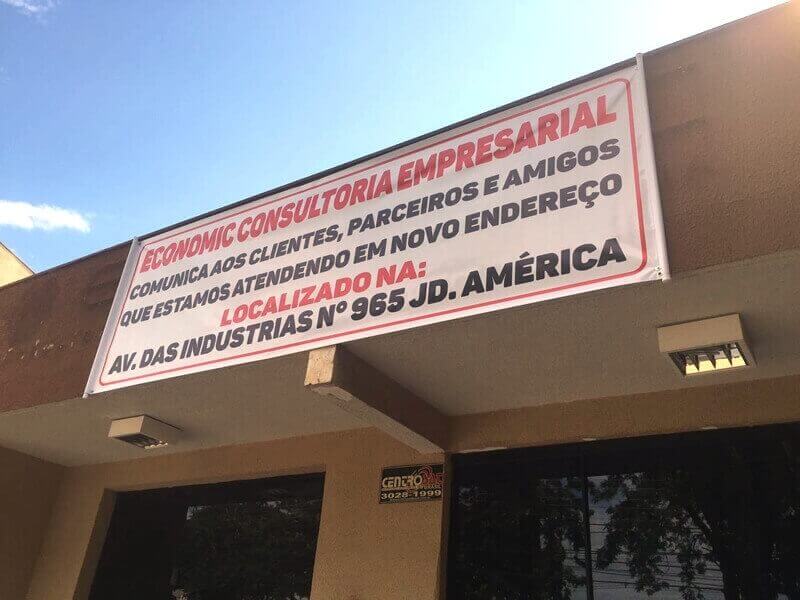 ECONOMIC CONSULTORIA EMPRESARIAL
COMUNICA AOS CLIENTES, PARCEIROS E AMIGOS
QUE ESTAMOS ATENDENDO EM NOVO ENDEREÇO
LOCALIZADO NA:
AV. DAS INDUSTRIAS Nº 965 JD. AMÉRICA
CENTRO
3028-1999